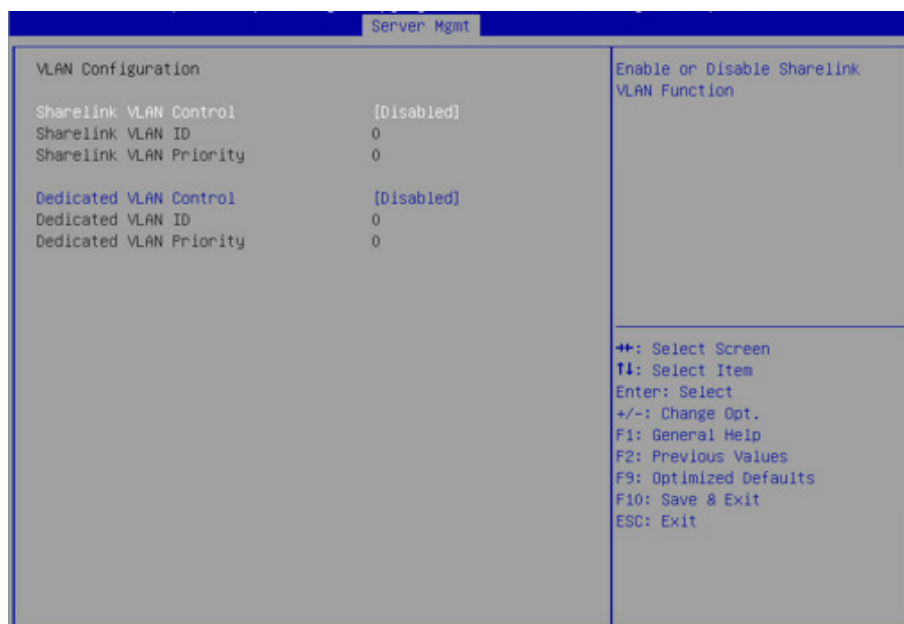 Server Mgmt
VLAN Configuration
Sharelink VLAN Control [Disabled]
Sharelink VLAN ID 0
Sharelink VLAN Priority 0
Dedicated VLAN Control [Disabled]
Dedicated VLAN ID 0
Dedicated VLAN Priority 0
Enable or Disable Sharelink
VLAN Function
→←: Select Screen
↑↓: Select Item
Enter: Select
+/-: Change Opt.
F1: General Help
F2: Previous Values
F9: Optimized Defaults
F10: Save & Exit
ESC: Exit